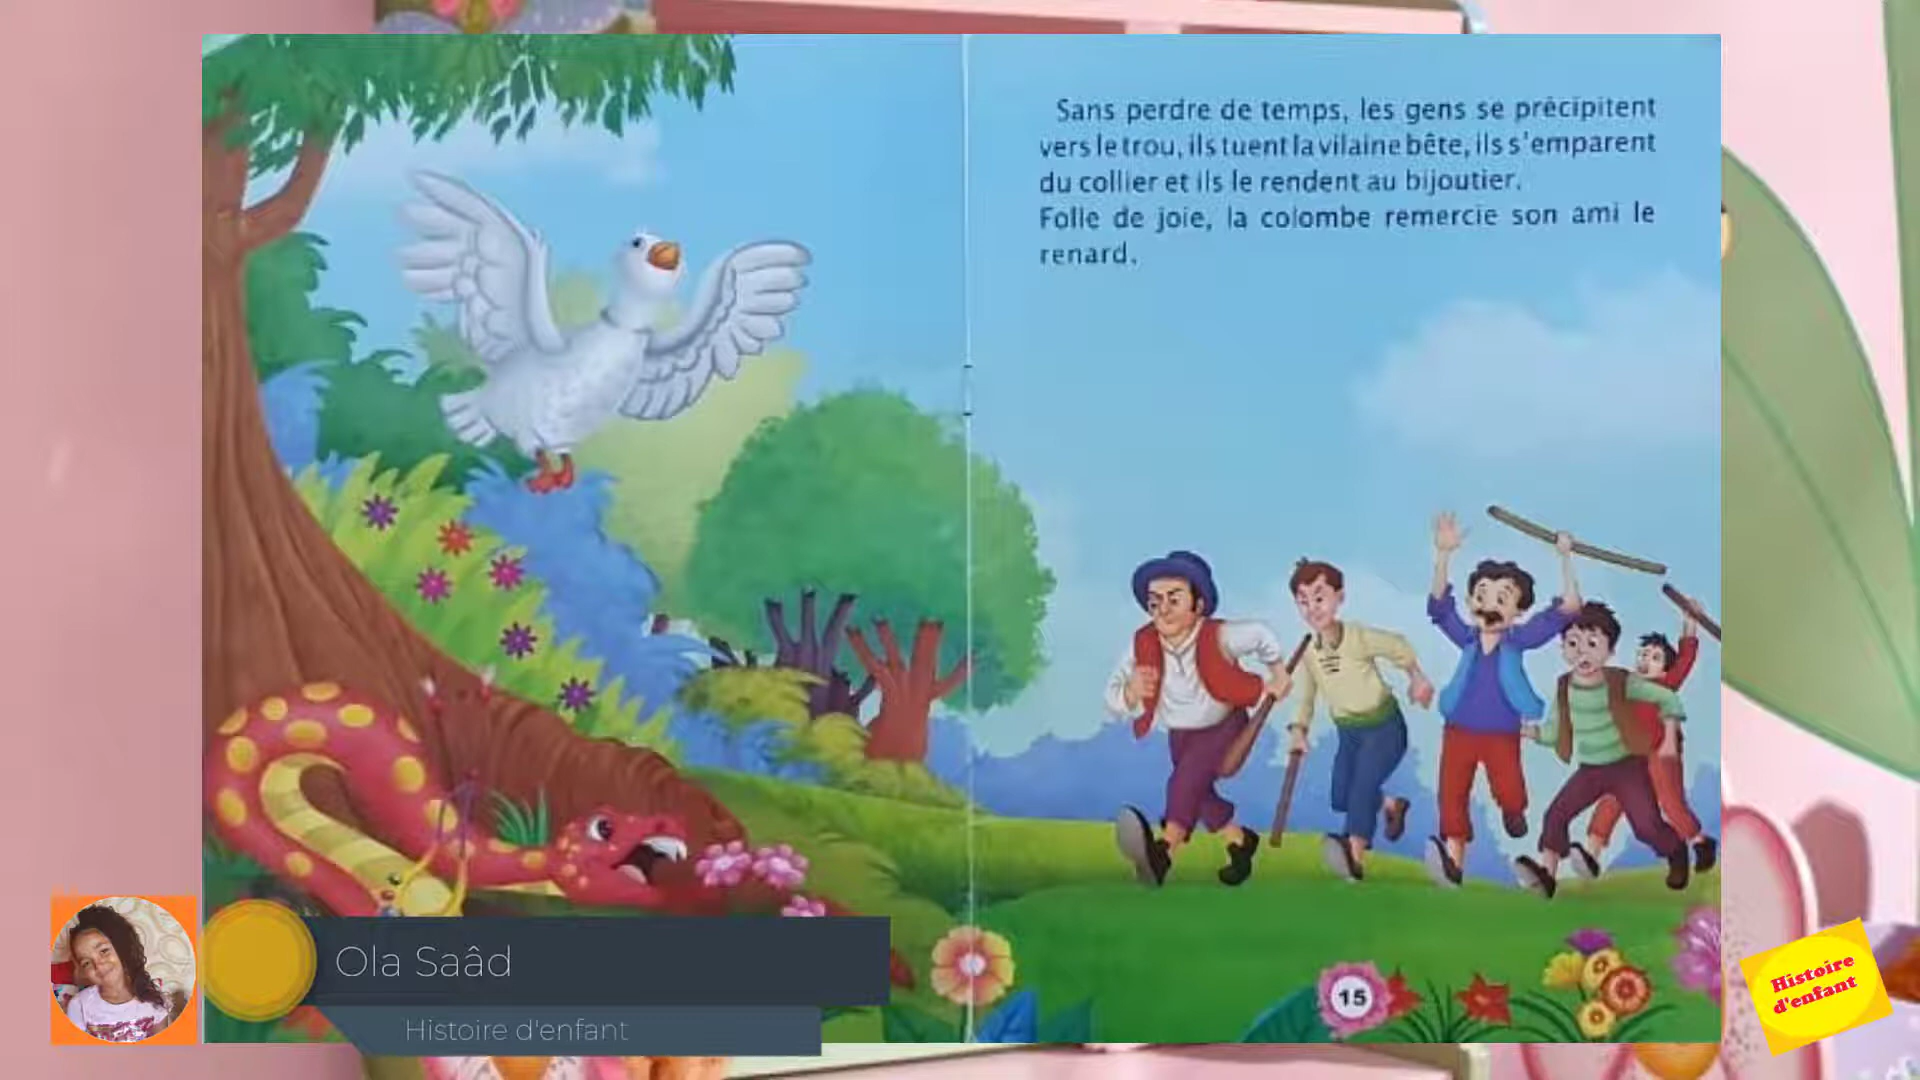 Sans perdre de temps, les gens se précipitent
vers le trou, ils tuent la vilaine bête, ils s'emparent
du collier et ils le rendent au bijoutier.
Folle de joie, la colombe remercie son ami le
renard.
15
Ola Saâd
Histoire d'enfant
Histoire
d'enfant